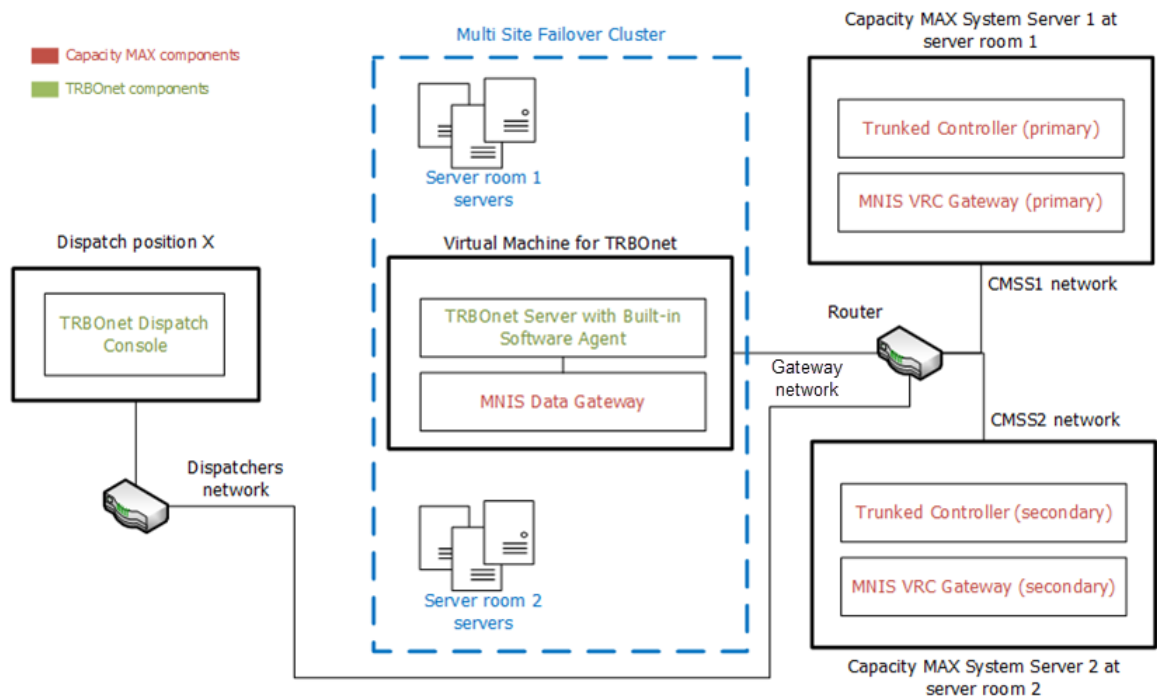 Capacity MAX components
TRBOnet components
Multi Site Failover Cluster
Server room 1
servers
Capacity MAX System Server 1 at
server room 1
Trunked Controller (primary)
MNIS VRC Gateway (primary)
Dispatch position X
TRBOnet Dispatch
Console
Virtual Machine for TRBOnet
TRBOnet Server with Built-in
Software Agent
MNIS Data Gateway
CMSS1 network
Router
Gateway
network
CMSS2 network
Dispatchers
network
Server room 2
servers
Trunked Controller (secondary)
MNIS VRC Gateway (secondary)
Capacity MAX System Server 2 at
server room 2